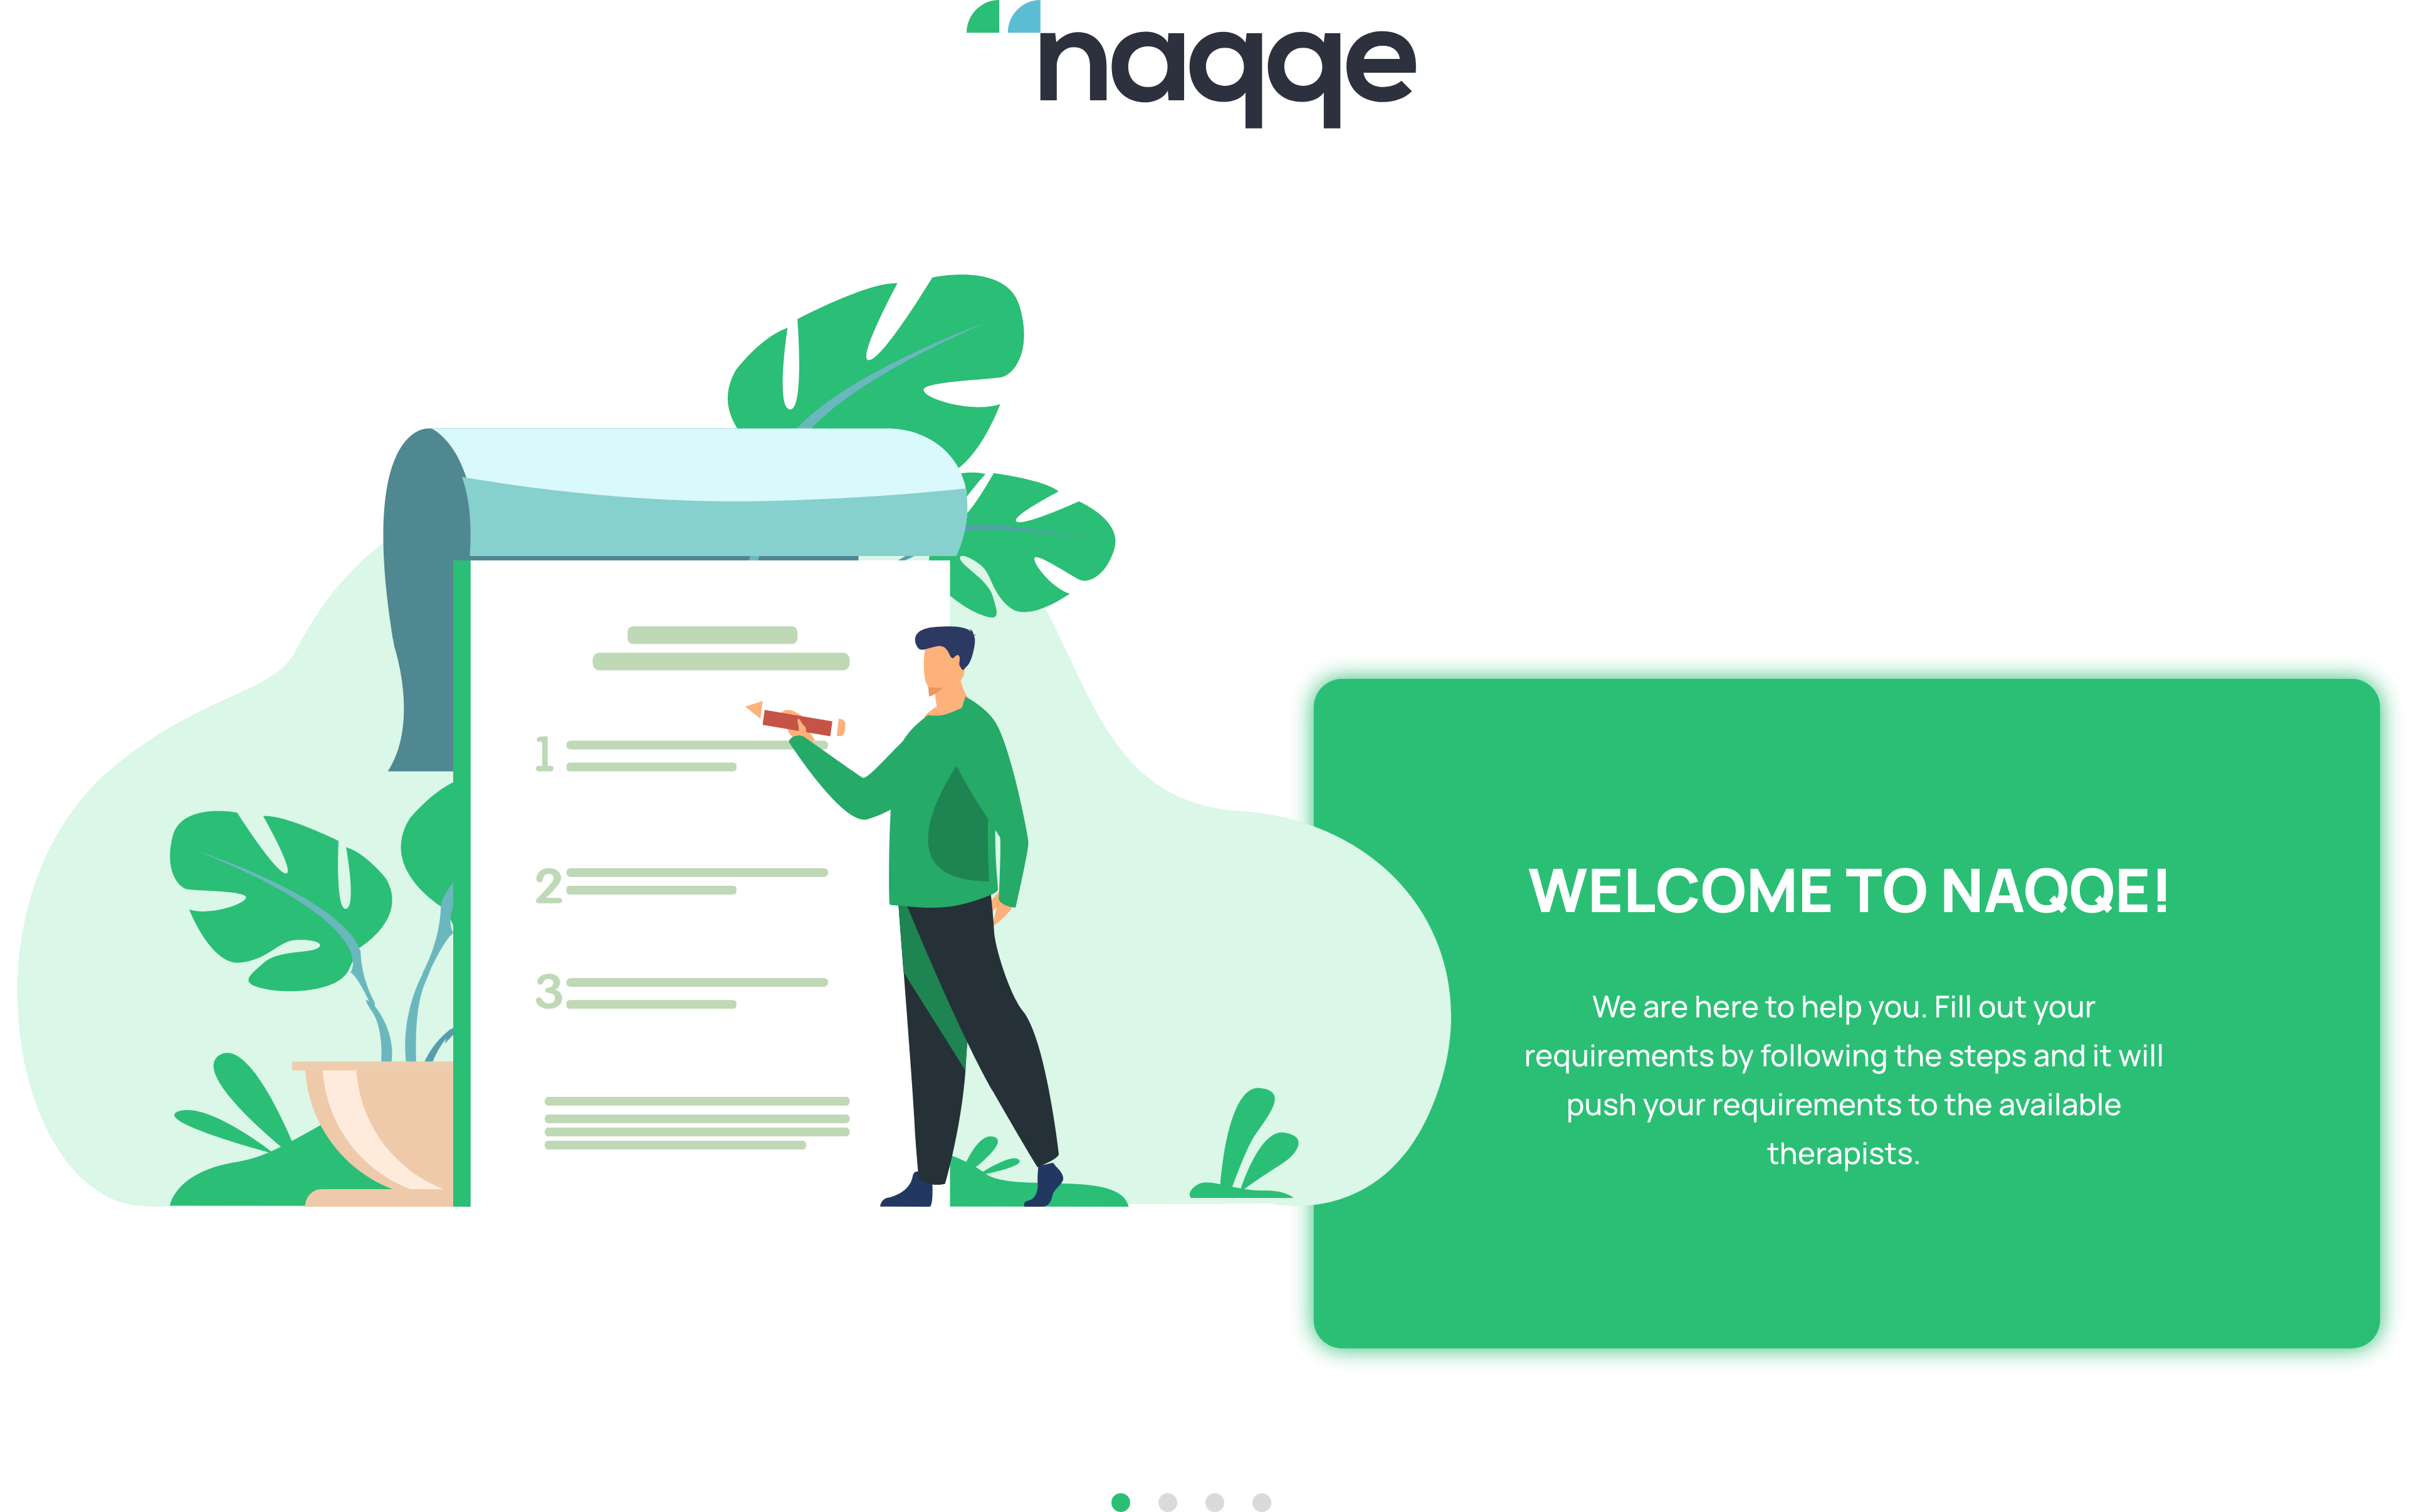 naqqe
1
2
3
WELCOME TO NAQQE!
We are here to help you. Fill out your
requirements by following the steps and it will
push your requirements to the available
therapists.